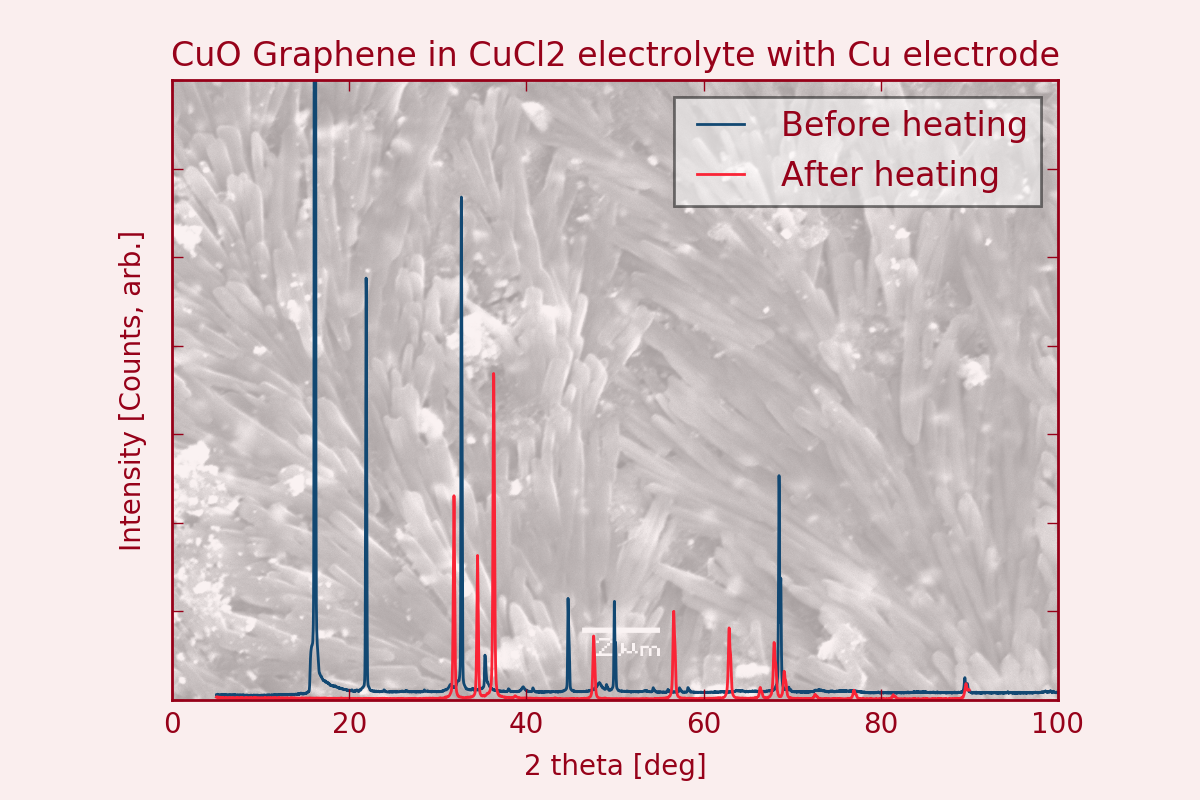 CuO Graphene in CuCl2 electrolyte with Cu electrode
Before heating
After heating
Intensity [Counts, arb.]
2 µm
0 20 40 60 80 100
2 theta [deg]